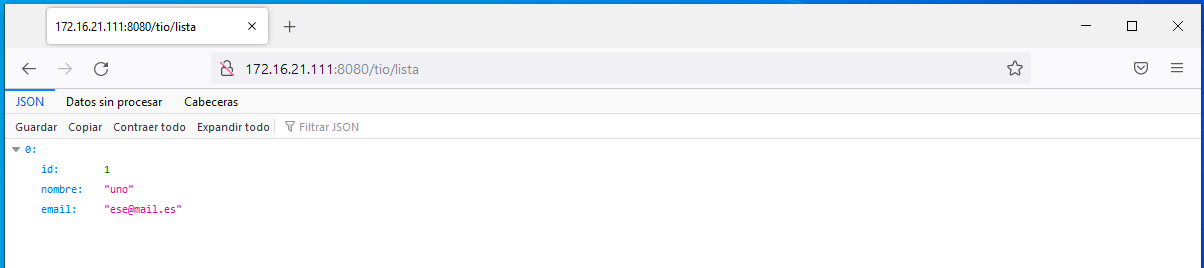 172.16.21.111:8080/tio/lista
172.16.21.111:8080/tio/lista
JSON Datos sin procesar Cabeceras
Guardar Copiar Contraer todo Expandir todo Filtrar JSON
0:
id: 1
nombre: "uno"
email: "ese@mail.es"